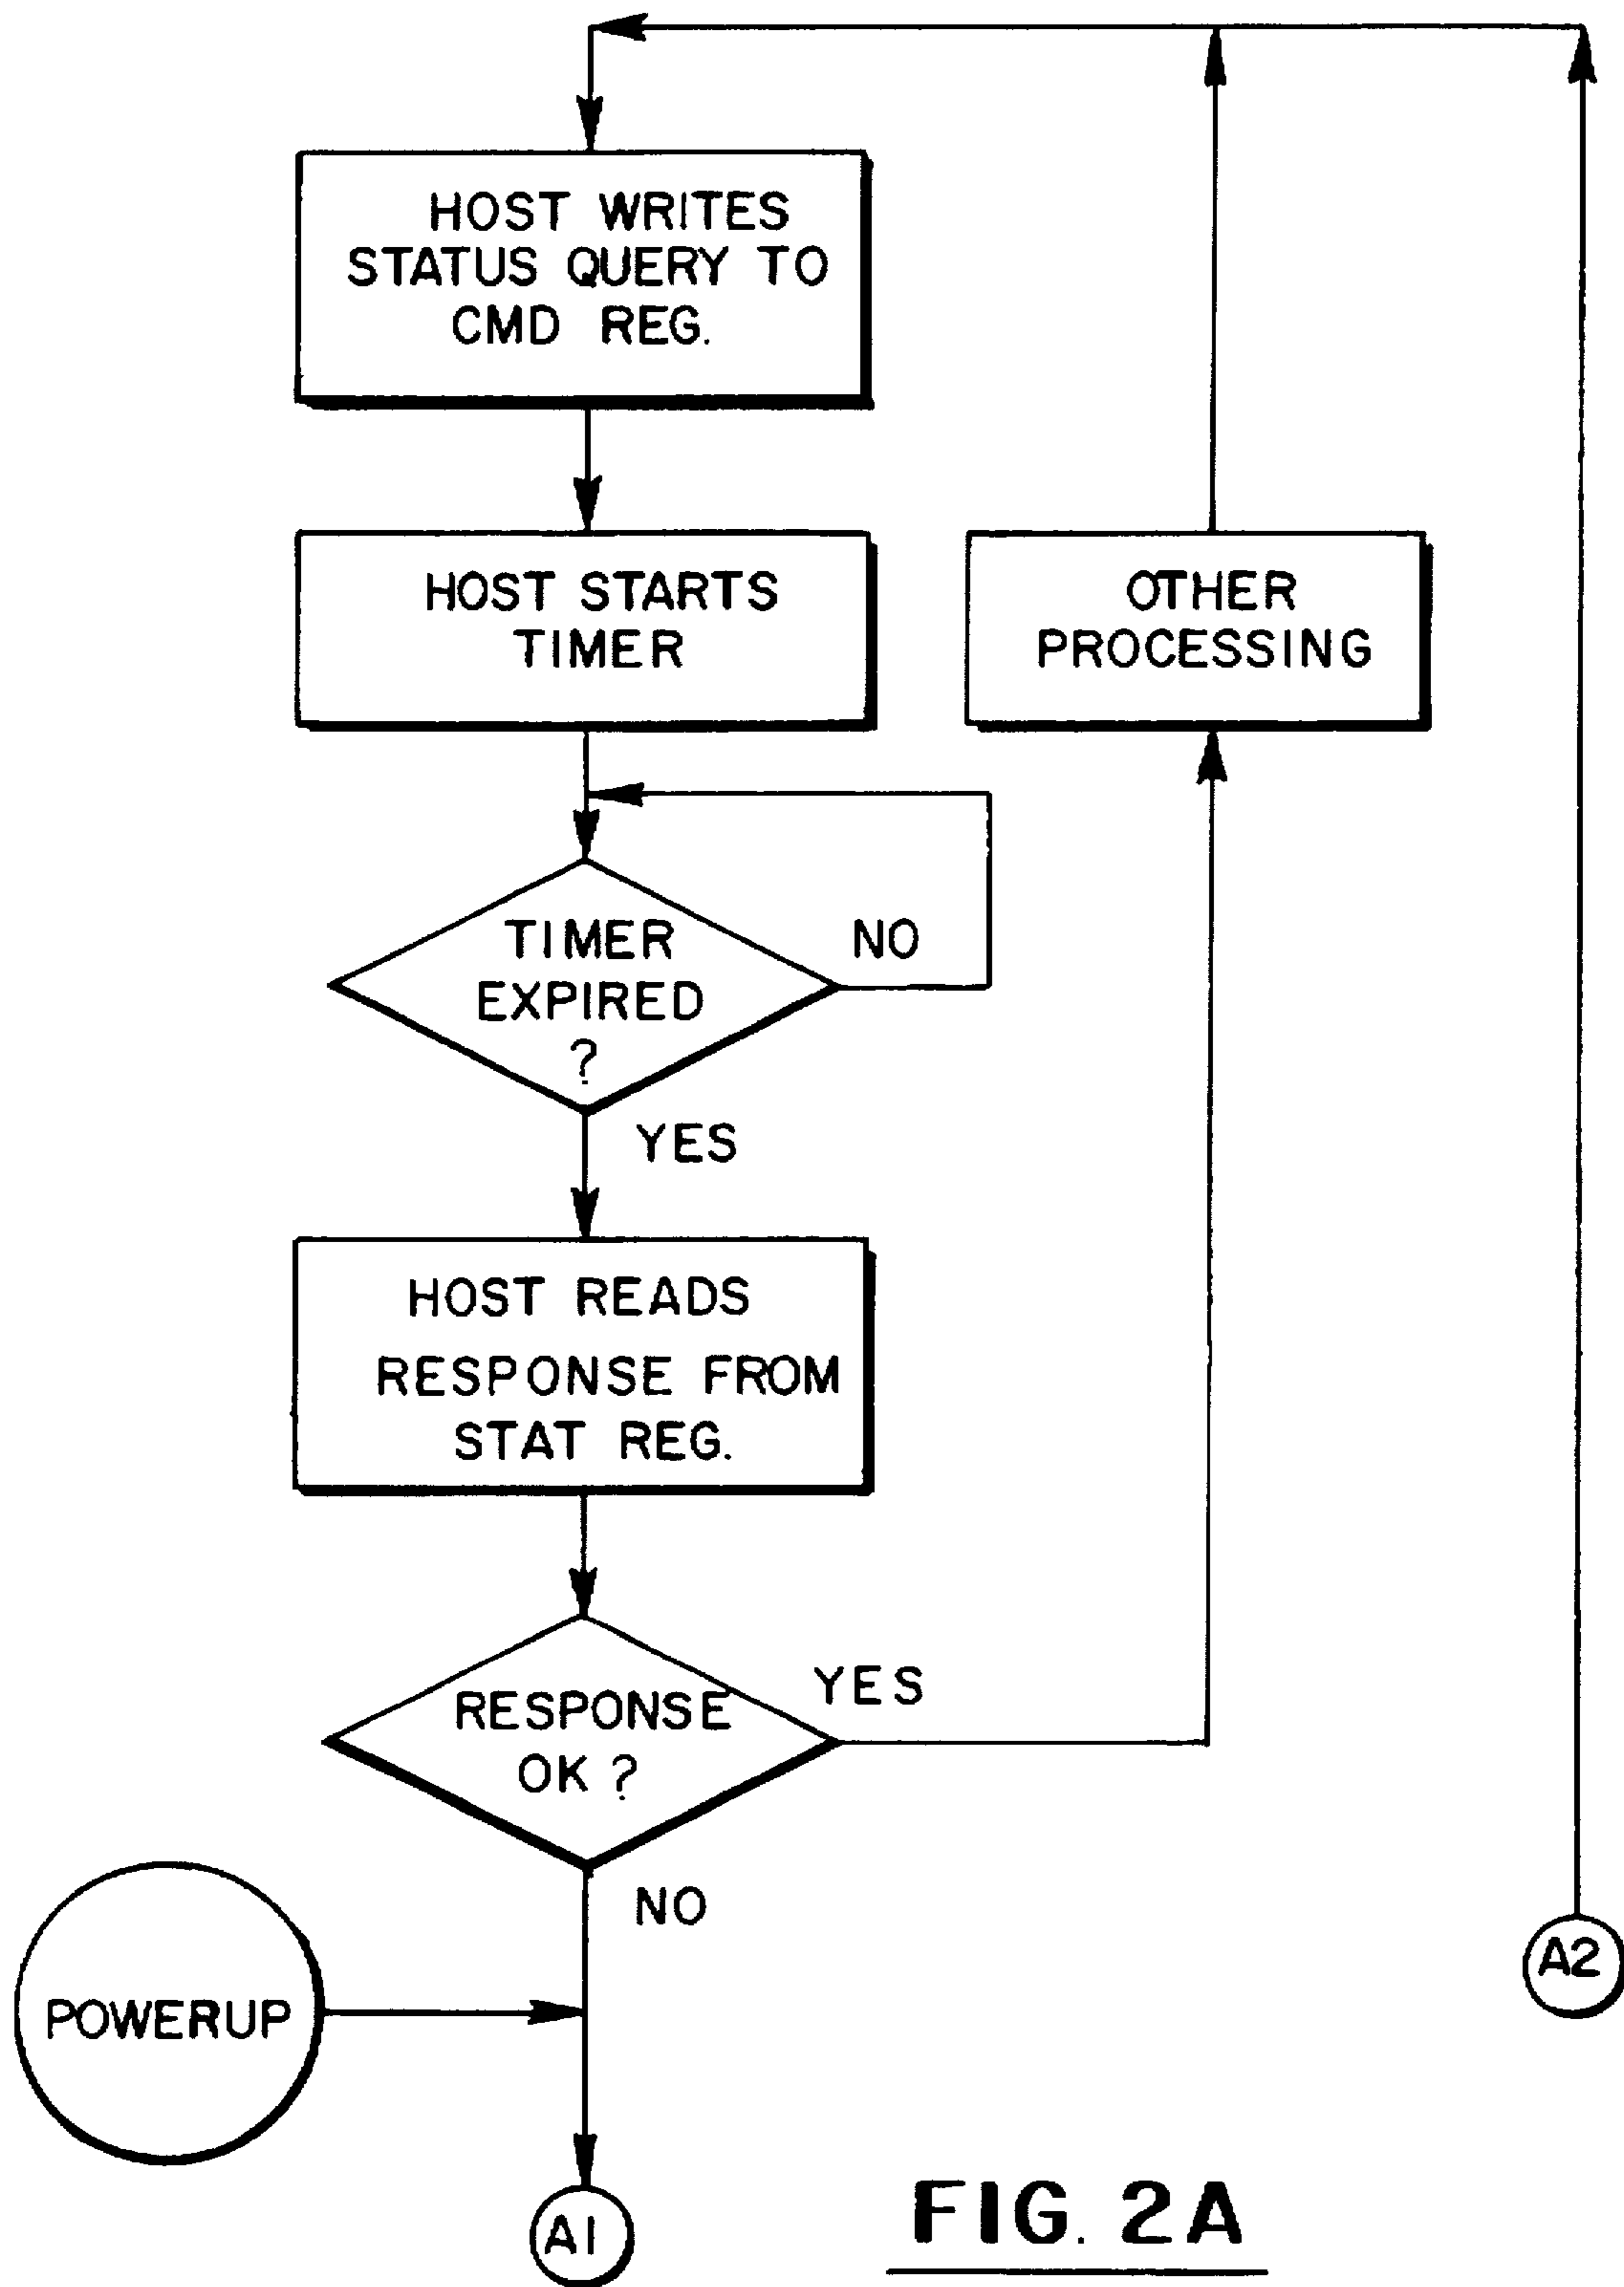 HOST WRITES
STATUS QUERY TO
CMD REG.
HOST STARTS
TIMER
OTHER
PROCESSING
TIMER
EXPIRED
?
NO
YES
HOST READS
RESPONSE FROM
STAT REG.
RESPONSE
OK ?
YES
NO
POWERUP
A2
A1
FIG. 2A